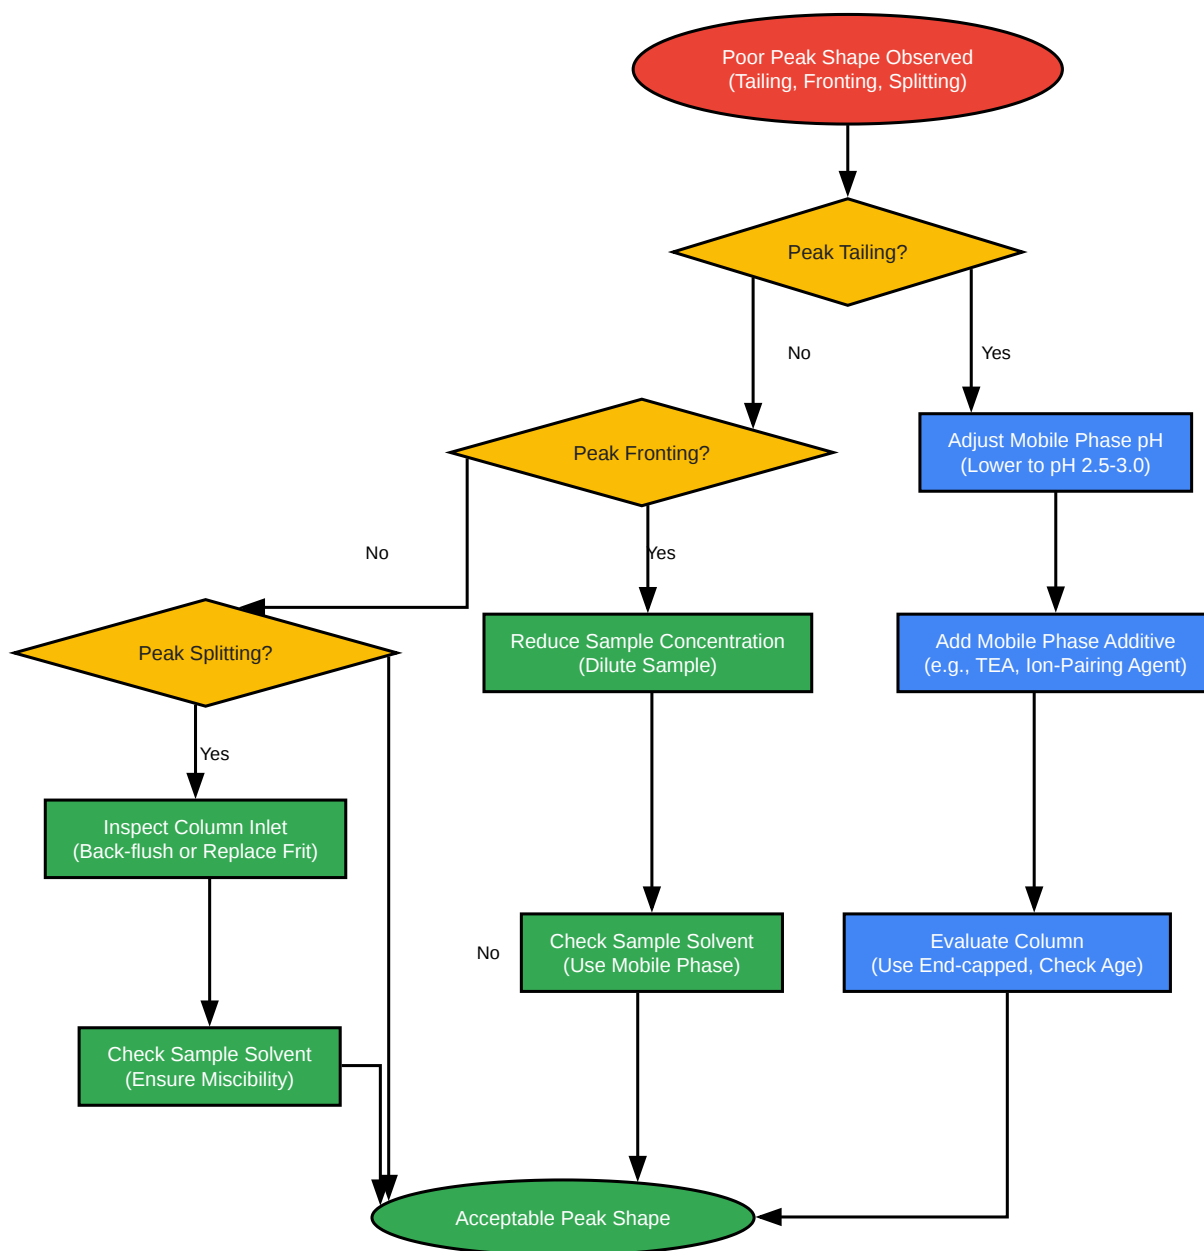 Poor Peak Shape Observed
(Tailing, Fronting, Splitting)
Peak Tailing?
No
Yes
Adjust Mobile Phase pH
(Lower to pH 2.5-3.0)
Peak Fronting?
No
Yes
Peak Splitting?
Reduce Sample Concentration
(Dilute Sample)
Add Mobile Phase Additive
(e.g., TEA, Ion-Pairing Agent)
Yes
Inspect Column Inlet
(Back-flush or Replace Frit)
No
Check Sample Solvent
(Use Mobile Phase)
Evaluate Column
(Use End-capped, Check Age)
Check Sample Solvent
(Ensure Miscibility)
Acceptable Peak Shape